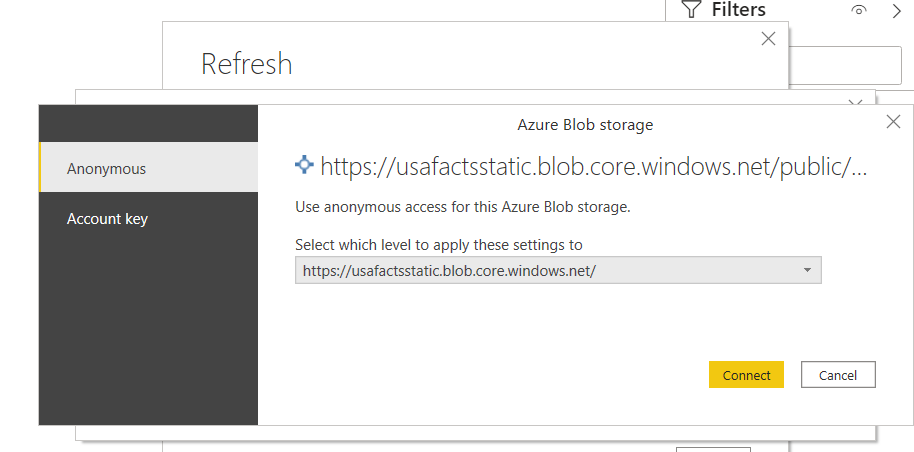 Filters
Refresh
Azure Blob storage
Anonymous
Account key
https://usafactsstatic.blob.core.windows.net/public/...
Use anonymous access for this Azure Blob storage.
Select which level to apply these settings to
https://usafactsstatic.blob.core.windows.net/
Connect
Cancel